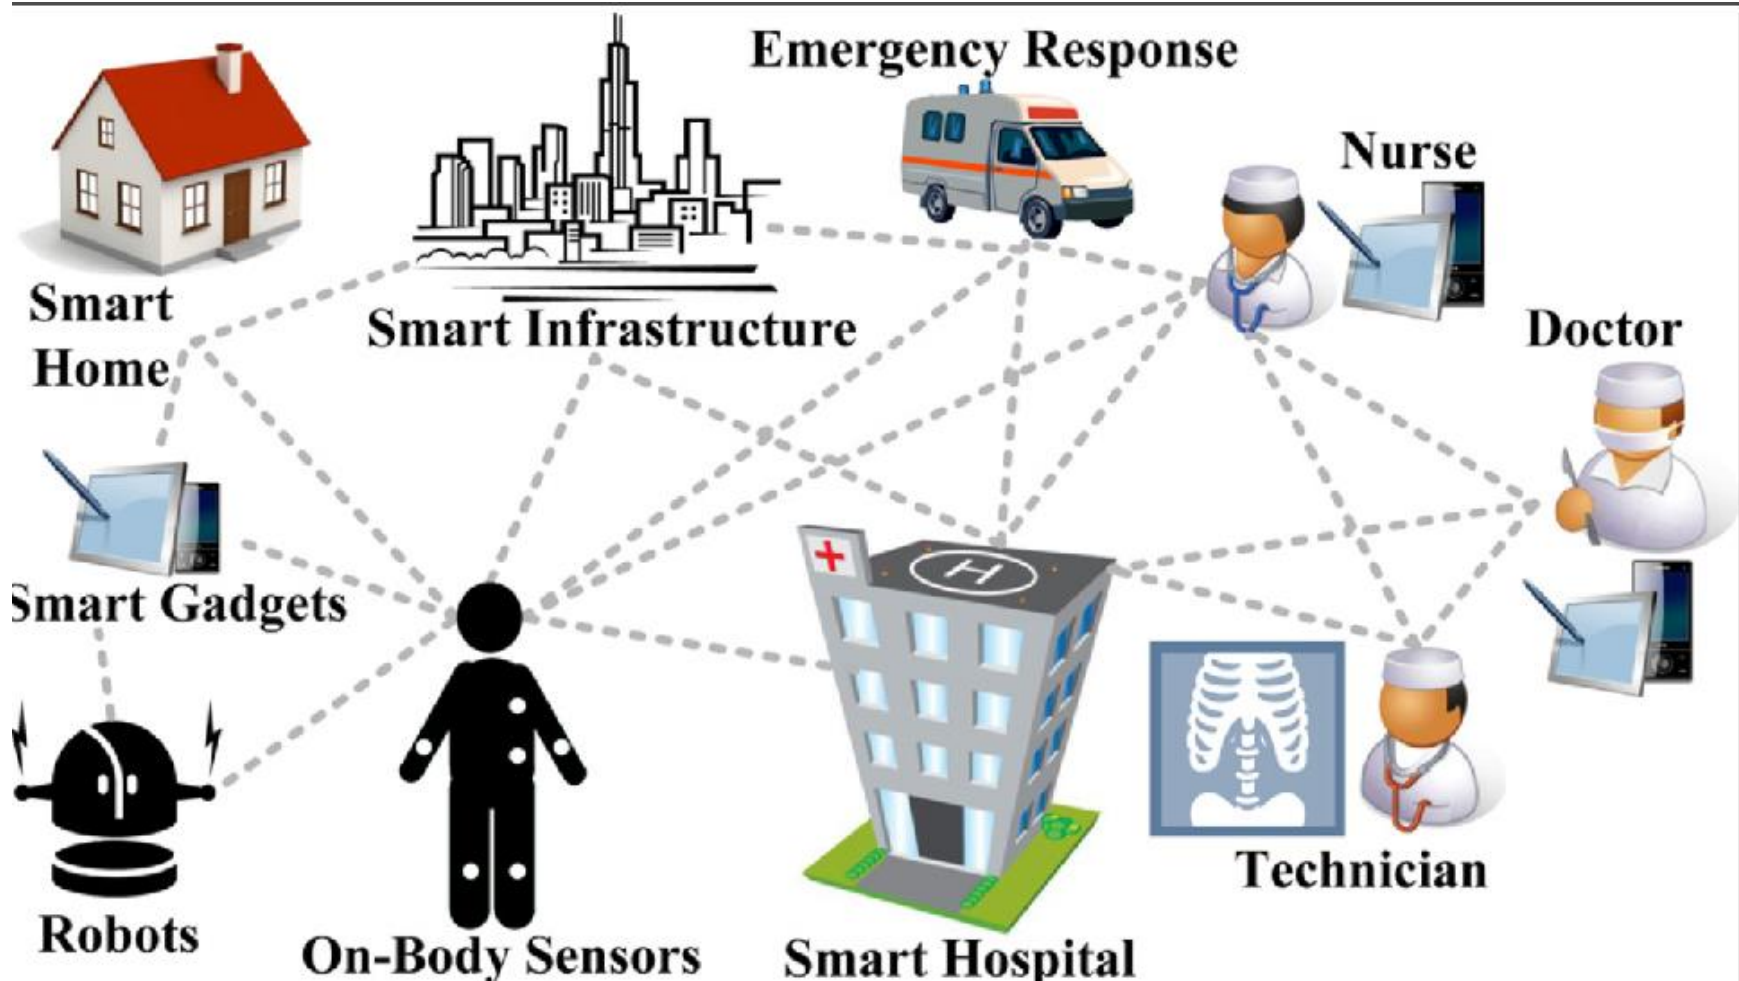 Emergency Response
Nurse
Smart
Home
Smart Infrastructure
Doctor
Smart Gadgets
H
Technician
Robots
On-Body Sensors
Smart Hospital